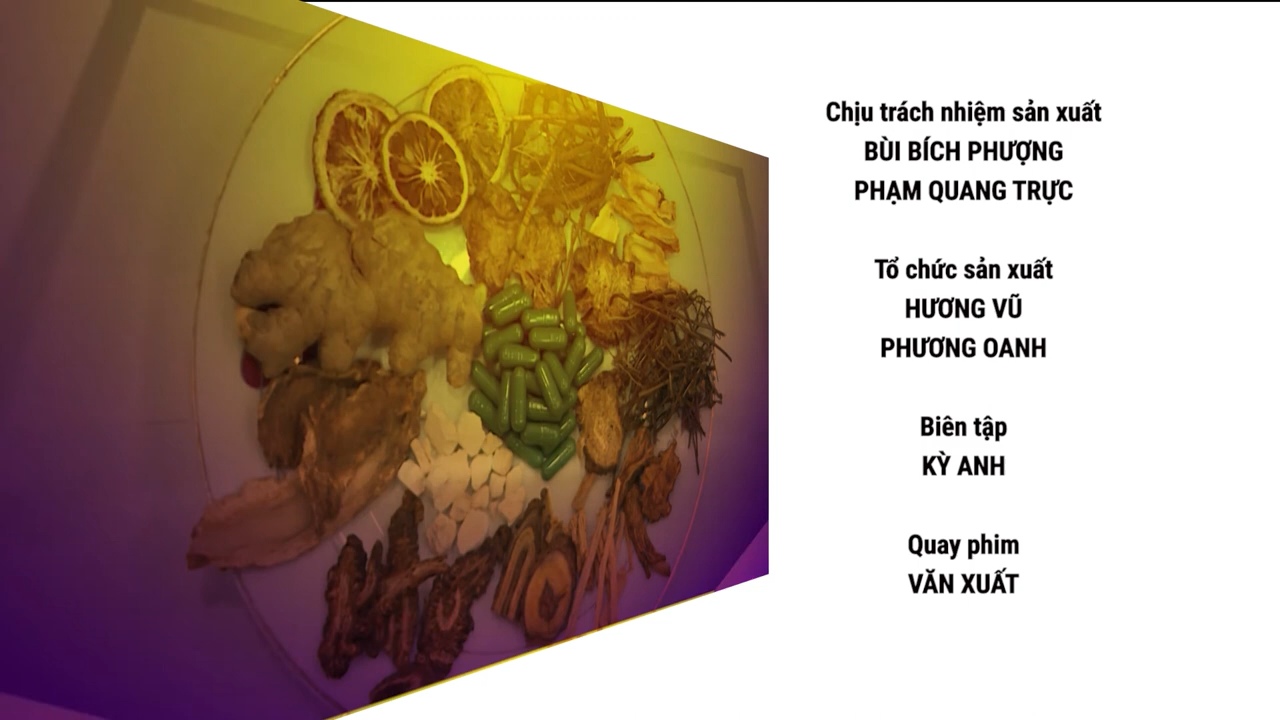 Chịu trách nhiệm sản xuất
BÙI BÍCH PHƯỢNG
PHẠM QUANG TRỰC
Tổ chức sản xuất
HƯƠNG VŨ
PHƯƠNG OANH
Biên tập
KỲ ANH
Quay phim
VĂN XUẤT